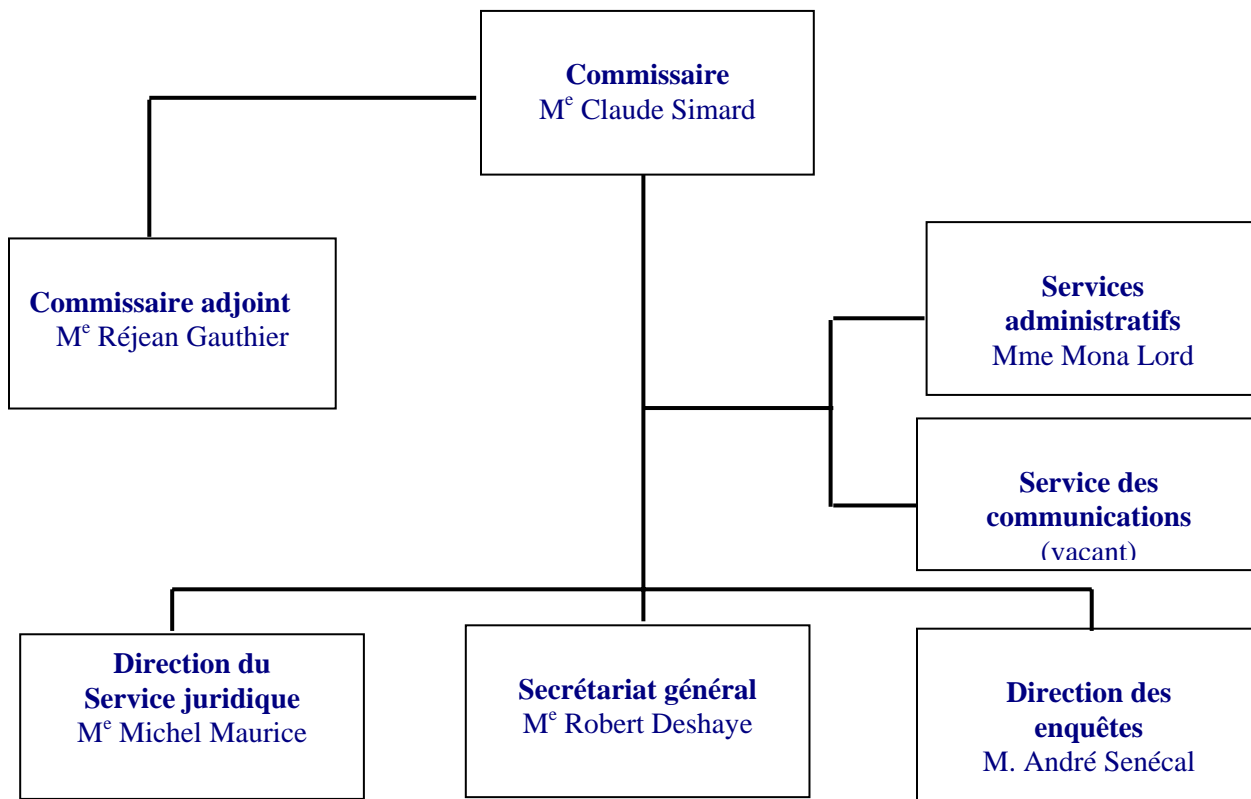 Commissaire
Me Claude Simard
Commissaire adjoint
Me Réjean Gauthier
Services
administratifs
Mme Mona Lord
Service des
communications
(vacant)
Direction du
Service juridique
Me Michel Maurice
Secrétariat général
Me Robert Deshaye
Direction des
enquêtes
M. André Senécal